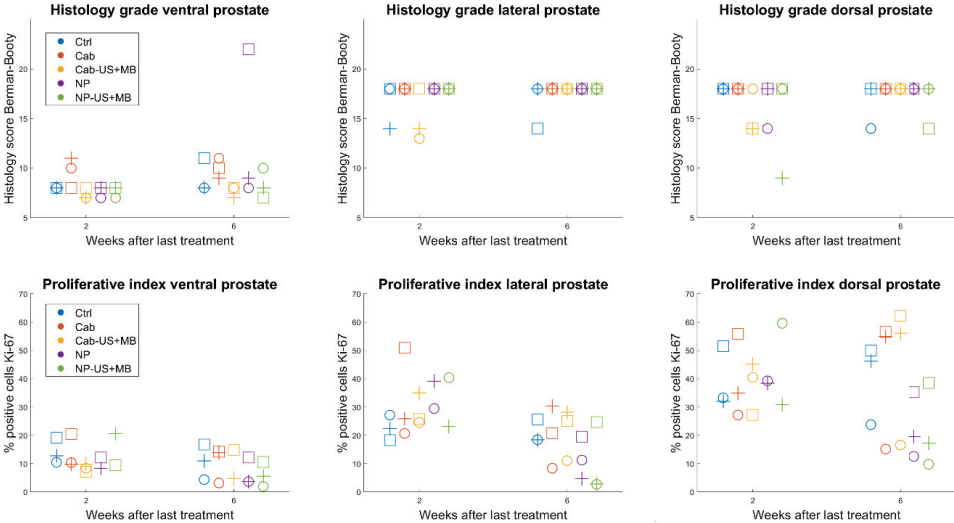 Histology grade ventral prostate
Histology score Berman-Booty
20
15
10
5
Ctrl
Cab
Cab-US+MB
NP
NP-US+MB
2
6
Weeks after last treatment
Histology grade lateral prostate
Histology score Berman-Booty
20
15
10
5
2
6
Weeks after last treatment
Histology grade dorsal prostate
Histology score Berman-Booty
20
15
10
5
2
6
Weeks after last treatment
Proliferative index ventral prostate
% positive cells Ki-67
70
60
50
40
30
20
10
0
Ctrl
Cab
Cab-US+MB
NP
NP-US+MB
2
6
Weeks after last treatment
Proliferative index lateral prostate
% positive cells Ki-67
70
60
50
40
30
20
10
0
2
6
Weeks after last treatment
Proliferative index dorsal prostate
% positive cells Ki-67
70
60
50
40
30
20
10
0
2
6
Weeks after last treatment